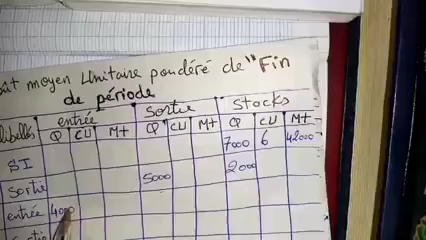 ût moyen Unitaire pondéré de "Fin
de période
entrée Sortie Stocks
libellés Q CU Mt Q CU Mt Q CU Mt
SI 7000 6 42000
Sortie 5000 2000
entrée 4000